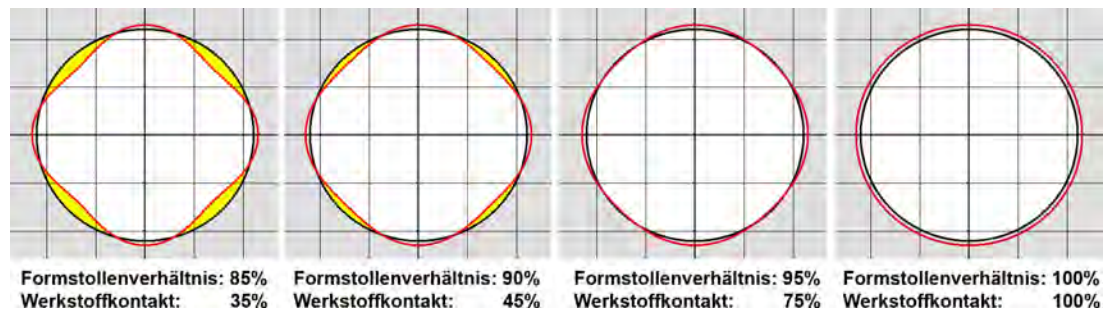 Formstollenverhältnis: 85%
Werkstoffkontakt: 35%
Formstollenverhältnis: 90%
Werkstoffkontakt: 45%
Formstollenverhältnis: 95%
Werkstoffkontakt: 75%
Formstollenverhältnis: 100%
Werkstoffkontakt: 100%